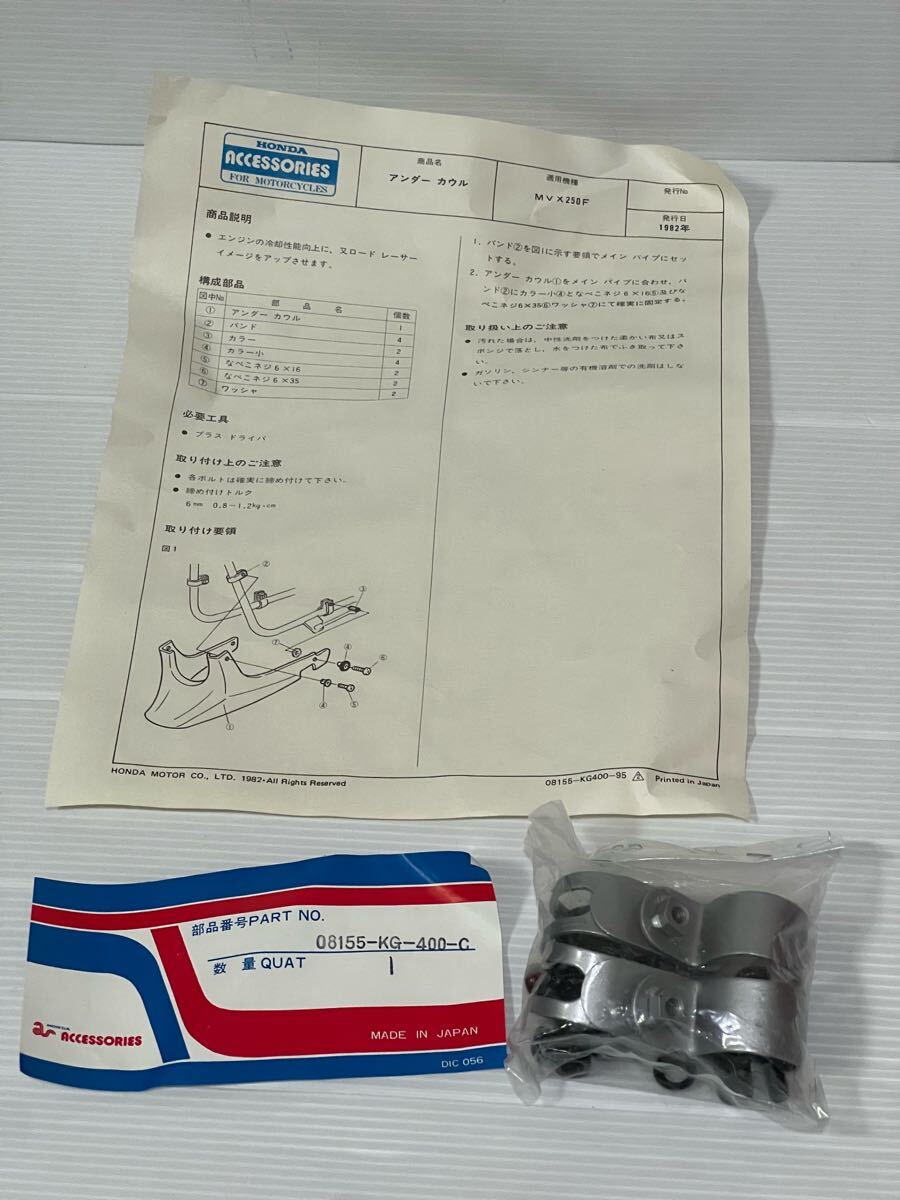 HONDA
ACCESSORIES
FOR MOTORCYCLES
商品名
アンダー カウル
適用機種
MVX250F
発行No
発行日
1982年
商品説明
● エンジンの冷却性能向上に、又ロード レーサー
イメージをアップさせます。
構成部品
図中No 部 品 名 個数
① アンダー カウル 1
② バンド 4
③ カラー 2
④ カラー小 4
⑤ なべこネジ6×16 2
⑥ なべこネジ6×35 2
⑦ ワッシャ 2
必要工具
● プラス ドライバ
取り付け上のご注意
● 各ボルトは確実に締め付けて下さい。
● 締め付けトルク
6mm 0.8−1.2kg・cm
取り付け要領
図1
②
③
⑦
④
⑥
④
⑤
①
1. バンド②を図1に示す要領でメイン パイプにセッ
トする。
2. アンダー カウル①をメイン パイプに合わせ、バ
ンド②にカラー小④となべこネジ6×16⑤及びな
べこネジ6×35⑥ワッシャ⑦にて確実に固定する。
取り扱い上のご注意
● 汚れた場合は、中性洗剤をつけた柔かい布又はス
ポンジで落とし、水をつけた布でふき取って下さ
い。
● ガソリン、シンナー等の有機溶剤での洗剤はしな
いで下さい。
HONDA MOTOR CO., LTD. 1982・All Rights Reserved
08155−KG400−95 Printed in Japan
部品番号PART NO.
08155-KG-400-C
数 量 QUAT 1
HONDA
ACCESSORIES
MADE IN JAPAN
DIC 056